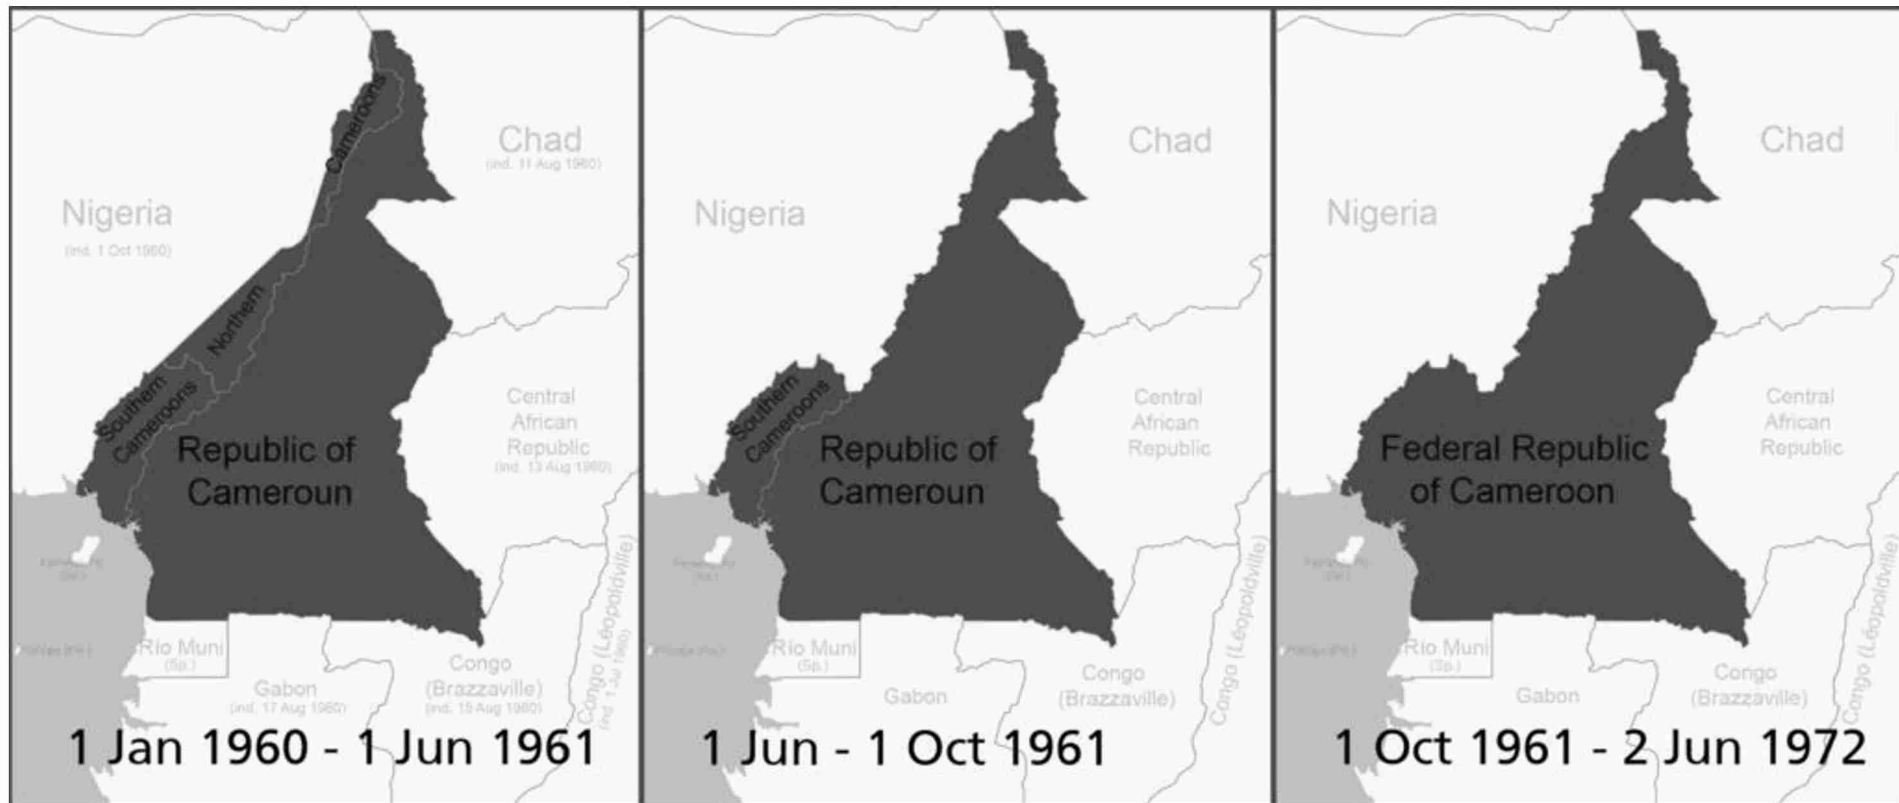 Chad
(ind. 11 Aug 1960)
Nigeria
(ind. 1 Oct 1960)
Northern
Cameroons
Southern
Cameroons
Republic of
Cameroun
Central
African
Republic
(ind. 13 Aug 1960)
Río Muni
(Sp.)
Gabon
(ind. 17 Aug 1960)
Congo
(Brazzaville)
(ind. 15 Aug 1960)
Congo (Léopoldville)
1 Jan 1960 - 1 Jun 1961
Chad
Nigeria
Southern
Cameroons
Republic of
Cameroun
Central
African
Republic
Río Muni
(Sp.)
Gabon
Congo
(Brazzaville)
Congo (Léopoldville)
1 Jun - 1 Oct 1961
Chad
Nigeria
Federal Republic
of Cameroon
Central
African
Republic
Río Muni
(Sp.)
Gabon
Congo
(Brazzaville)
Congo (Léopoldville)
1 Oct 1961 - 2 Jun 1972